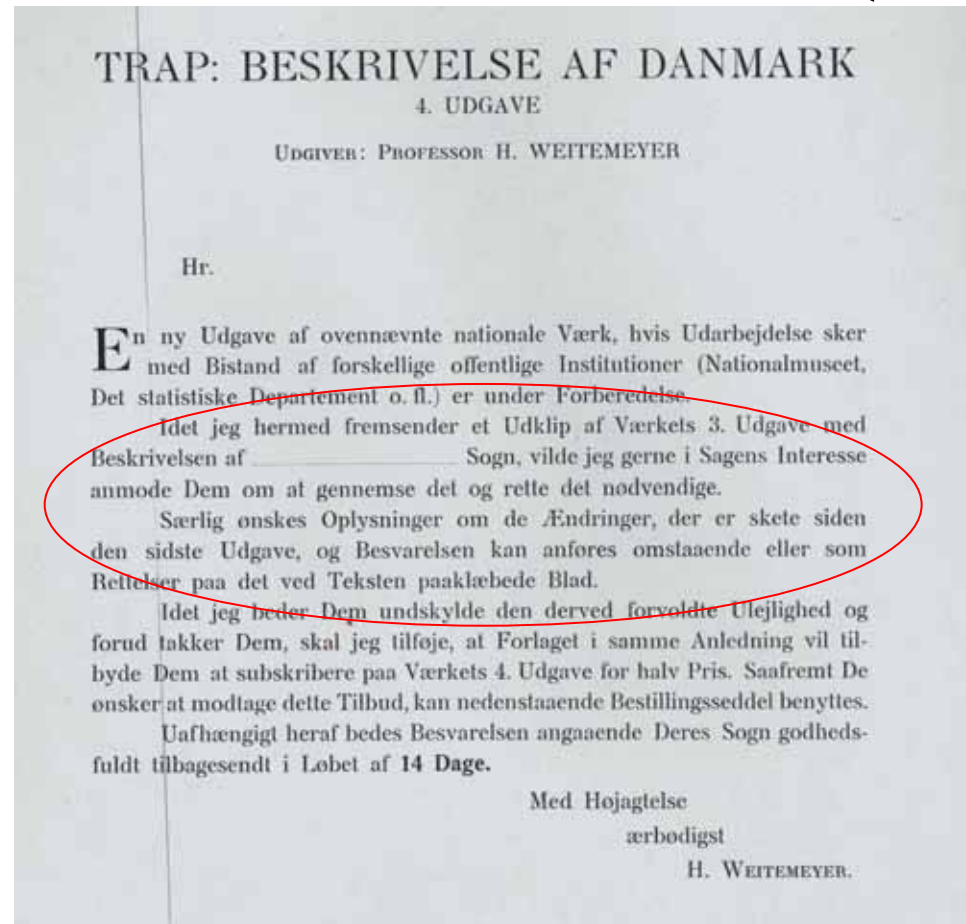 TRAP: BESKRIVELSE AF DANMARK
4. UDGAVE
UDGIVER: PROFESSOR H. WEITEMEYER
Hr.
En ny Udgave af ovennævnte nationale Værk, hvis Udarbejdelse sker
med Bistand af forskellige offentlige Institutioner (Nationalmuseet,
Det statistiske Departement o. fl.) er under Forberedelse.
Idet jeg hermed fremsender et Udklip af Værkets 3. Udgave med
Beskrivelsen af Sogn, vilde jeg gerne i Sagens Interesse
anmode Dem om at gennemse det og rette det nødvendige.
Særlig ønskes Oplysninger om de Ændringer, der er skete siden
den sidste Udgave, og Besvarelsen kan anføres omstaaende eller som
Rettelser paa det ved Teksten paaklæbede Blad.
Idet jeg beder Dem undskylde den derved forvoldte Ulejlighed og
forud takker Dem, skal jeg tilføje, at Forlaget i samme Anledning vil til-
byde Dem at subskribere paa Værkets 4. Udgave for halv Pris. Saafremt De
ønsker at modtage dette Tilbud, kan nedenstaaende Bestillingsseddel benyttes.
Uafhængigt heraf bedes Besvarelsen angaaende Deres Sogn godheds-
fuldt tilbagesendt i Løbet af 14 Dage.
Med Højagtelse
ærbødigst
H. WEITEMEYER.